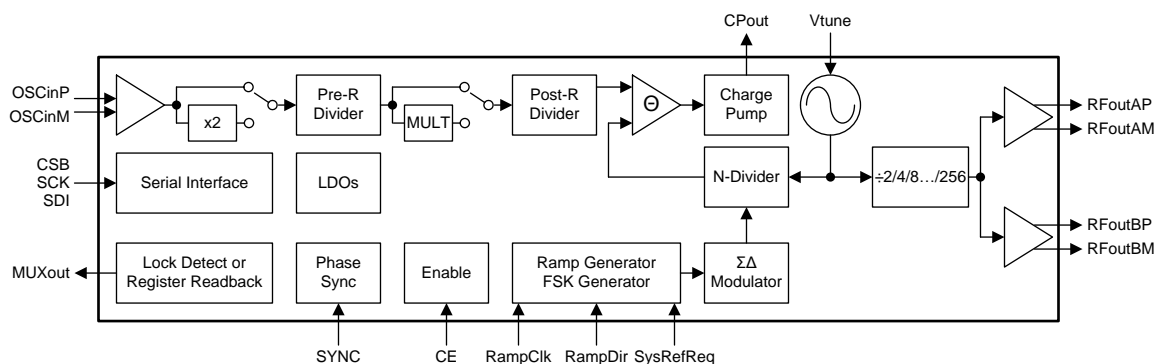 CPout
Vtune
OSCinP
OSCinM
x2
Pre-R
Divider
MULT
Post-R
Divider
Θ
Charge
Pump
RFoutAP
RFoutAM
CSB
SCK
SDI
Serial Interface
LDOs
N-Divider
÷2/4/8…/256
RFoutBP
RFoutBM
MUXout
Lock Detect or
Register Readback
Phase
Sync
Enable
Ramp Generator
FSK Generator
ΣΔ
Modulator
SYNC
CE
RampClk
RampDir
SysRefReq